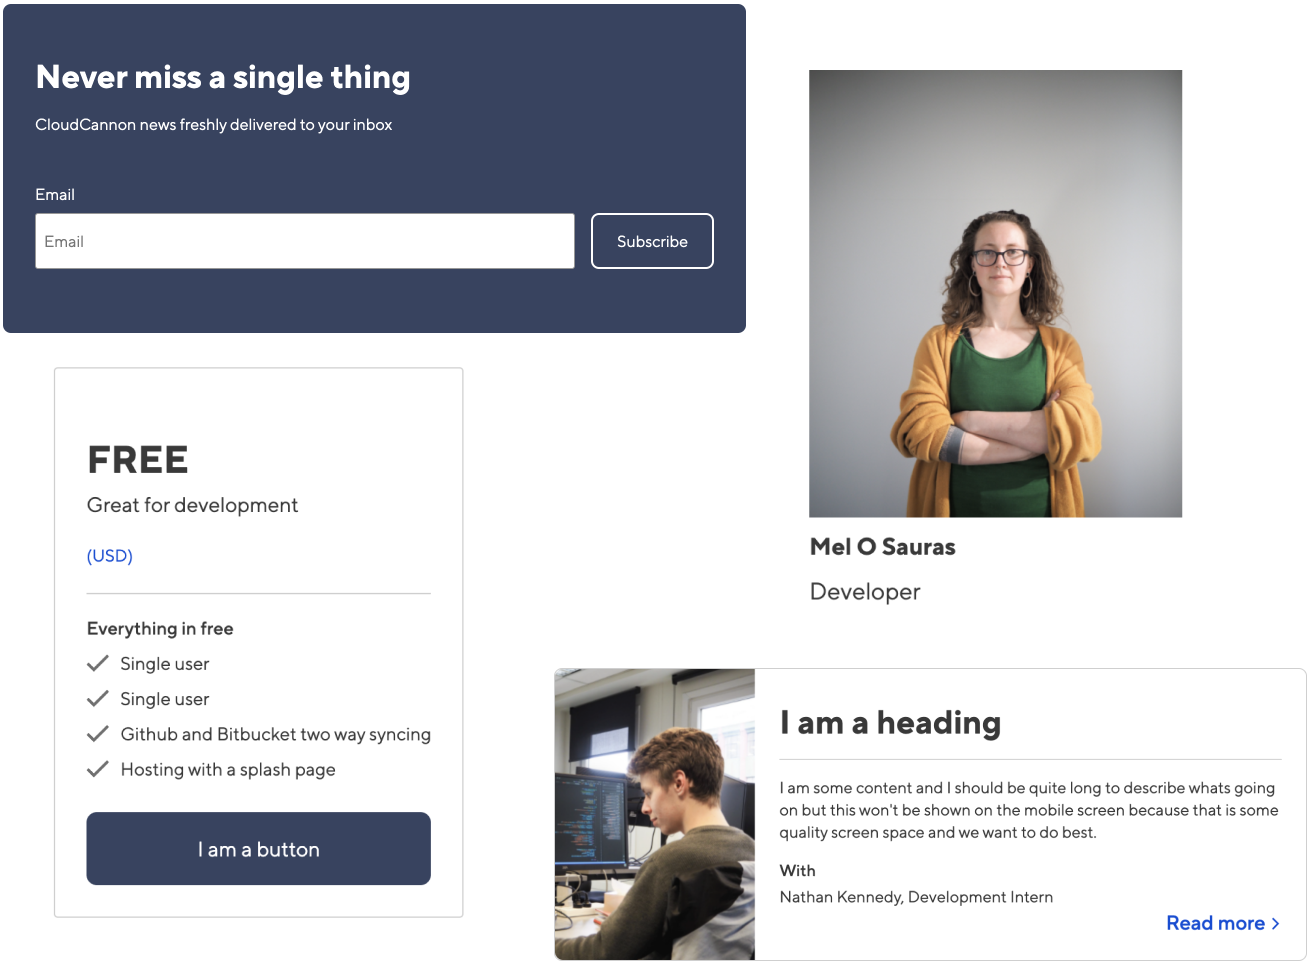 Never miss a single thing
CloudCannon news freshly delivered to your inbox
Email
Email
Subscribe
Mel O Sauras
Developer
FREE
Great for development
(USD)
Everything in free
Single user
Single user
Github and Bitbucket two way syncing
Hosting with a splash page
I am a button
I am a heading
I am some content and I should be quite long to describe whats going
on but this won't be shown on the mobile screen because that is some
quality screen space and we want to do best.
With
Nathan Kennedy, Development Intern
Read more